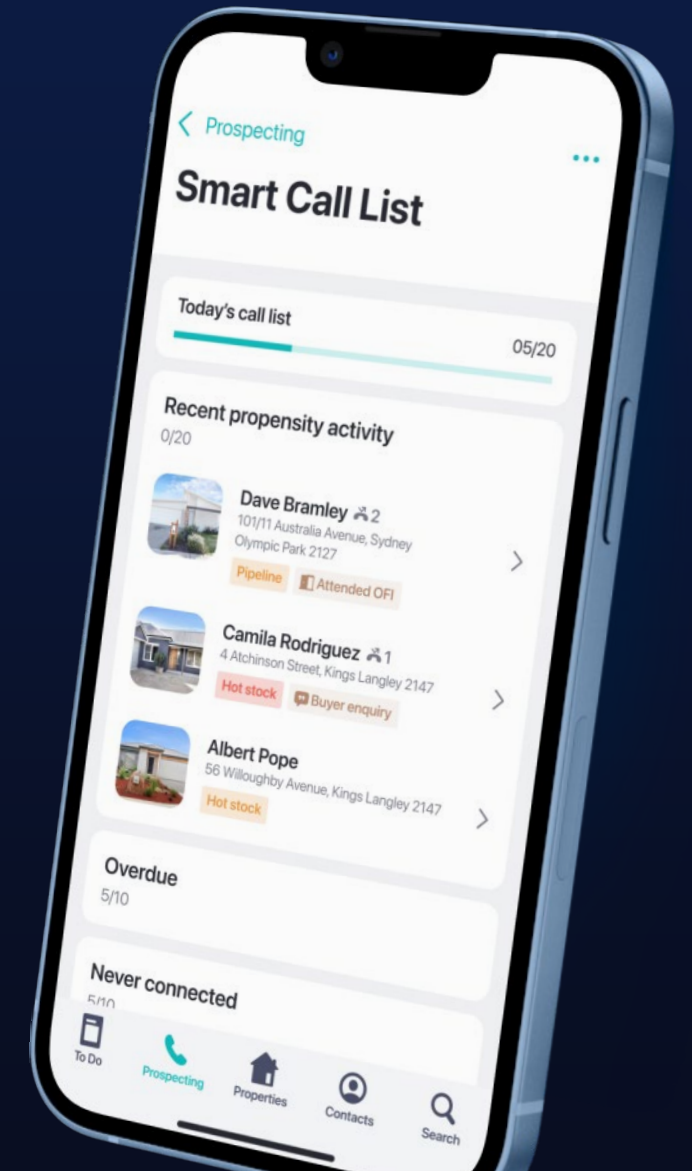 Prospecting
Smart Call List
Today's call list
05/20
Recent propensity activity
0/20
Dave Bramley 2
101/11 Australia Avenue, Sydney
Olympic Park 2127
Pipeline Attended OFI
Camila Rodriguez 1
4 Atchinson Street, Kings Langley 2147
Hot stock Buyer enquiry
Albert Pope
56 Willoughby Avenue, Kings Langley 2147
Hot stock
Overdue
5/10
Never connected
5/10
To Do
Prospecting
Properties
Contacts
Search